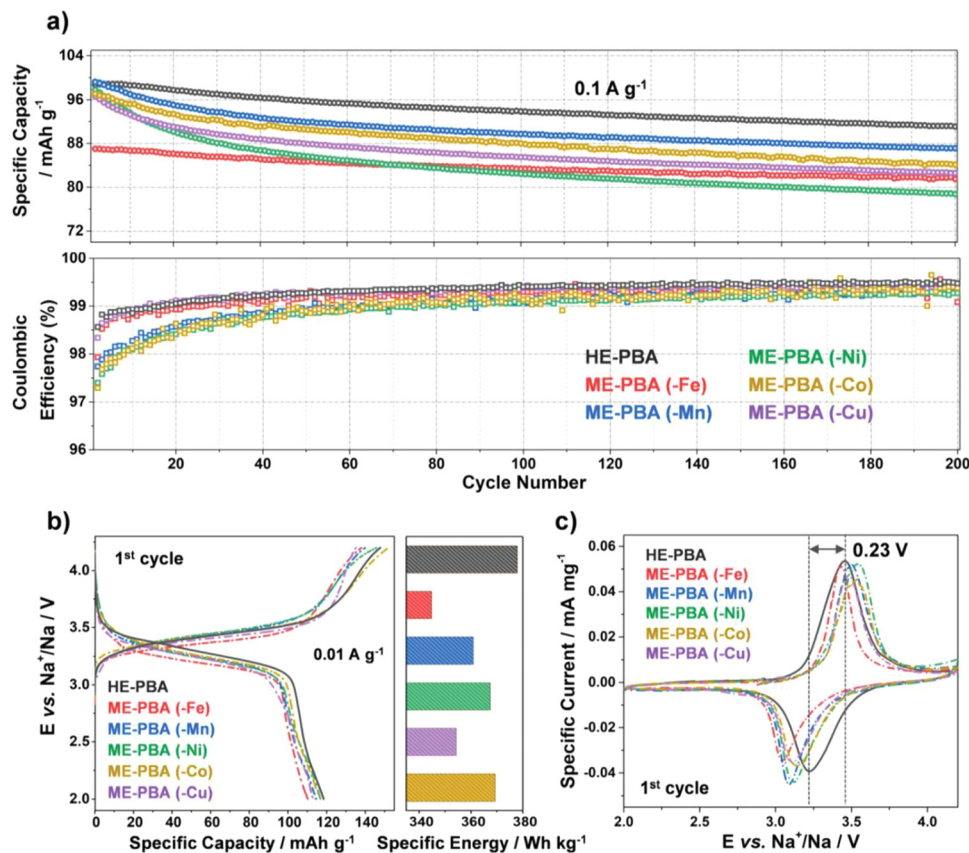 a)
104
96
88
80
72
Specific Capacity
/ mAh g⁻¹
0.1 A g⁻¹
100
99
98
97
96
Coulombic
Efficiency (%)
HE-PBA
ME-PBA (-Fe)
ME-PBA (-Mn)
ME-PBA (-Ni)
ME-PBA (-Co)
ME-PBA (-Cu)
20 40 60 80 100 120 140 160 180 200
Cycle Number
b)
1st cycle
4.0
3.5
3.0
2.5
2.0
E vs. Na⁺/Na / V
0.01 A g⁻¹
HE-PBA
ME-PBA (-Fe)
ME-PBA (-Mn)
ME-PBA (-Ni)
ME-PBA (-Co)
ME-PBA (-Cu)
0 30 60 90 120 150
Specific Capacity / mAh g⁻¹
340 350 360 370 380
Specific Energy / Wh kg⁻¹
c)
0.06
0.04
0.02
0.00
-0.02
-0.04
Specific Current / mA mg⁻¹
HE-PBA
ME-PBA (-Fe)
ME-PBA (-Mn)
ME-PBA (-Ni)
ME-PBA (-Co)
ME-PBA (-Cu)
0.23 V
1st cycle
2.0 2.5 3.0 3.5 4.0
E vs. Na⁺/Na / V